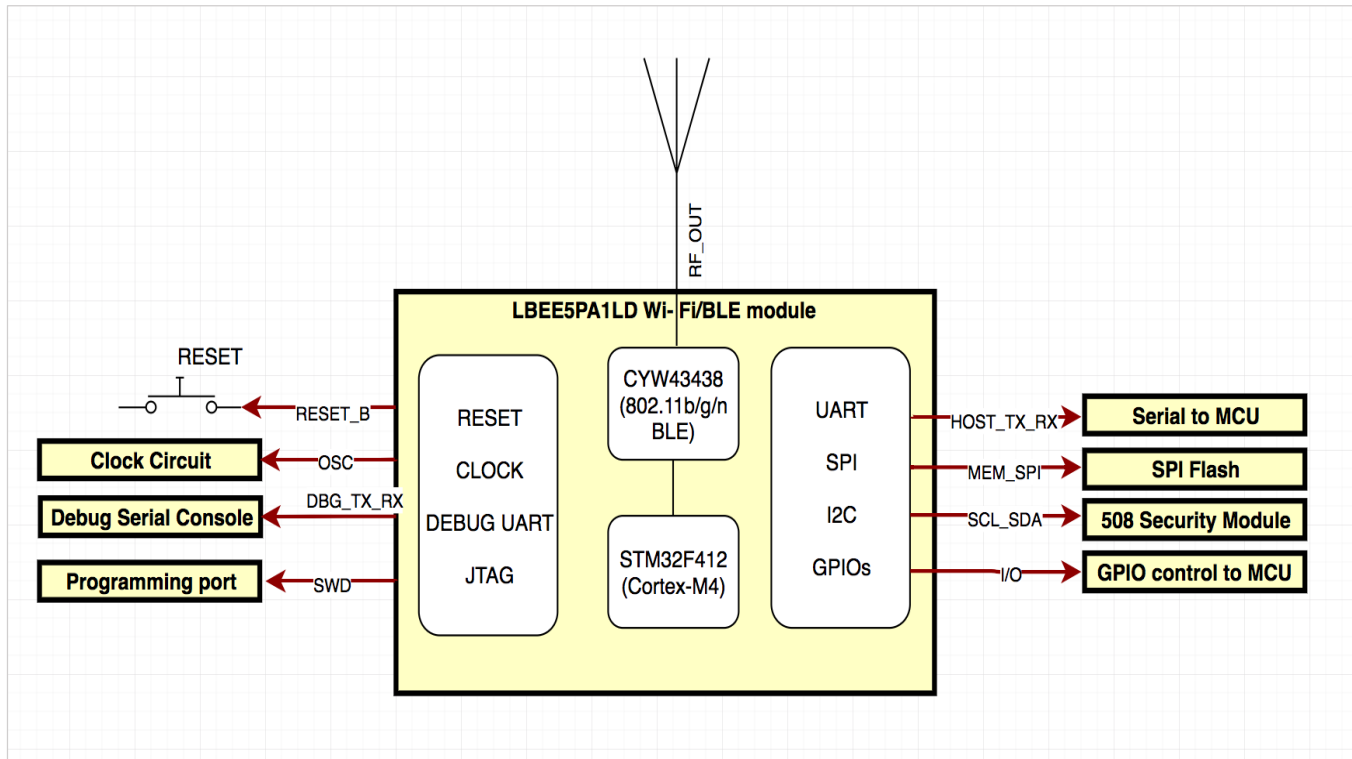 RF_OUT
LBEE5PA1LD Wi- Fi/BLE module
RESET
RESET_B
Clock Circuit
OSC
Debug Serial Console
DBG_TX_RX
Programming port
SWD
RESET
CLOCK
DEBUG UART
JTAG
CYW43438
(802.11b/g/n
BLE)
STM32F412
(Cortex-M4)
UART
SPI
I2C
GPIOs
HOST_TX_RX
Serial to MCU
MEM_SPI
SPI Flash
SCL_SDA
508 Security Module
I/O
GPIO control to MCU